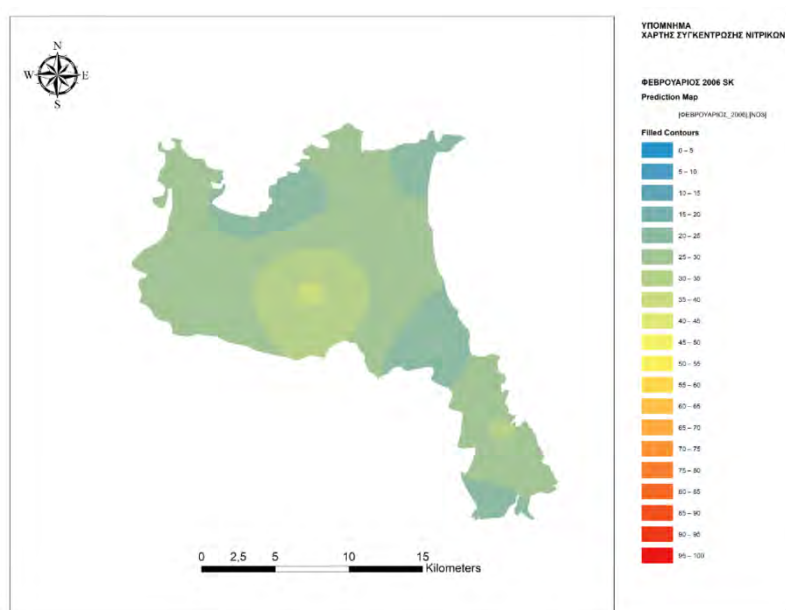 N
W E
S
0 2,5 5 10 15
Kilometers
ΥΠΟΜΝΗΜΑ
ΧΑΡΤΗΣ ΣΥΓΚΕΝΤΡΩΣΗΣ ΝΙΤΡΙΚΩΝ
ΦΕΒΡΟΥΑΡΙΟΣ 2006 SK
Prediction Map
[ΦΕΒΡΟΥΑΡΙΟΣ_2006].[NO3]
Filled Contours
0 – 5
5 – 10
10 – 15
15 – 20
20 – 25
25 – 30
30 – 35
35 – 40
40 – 45
45 – 50
50 – 55
55 – 60
60 – 65
65 – 70
70 – 75
75 – 80
80 – 85
85 – 90
90 – 95
95 – 100